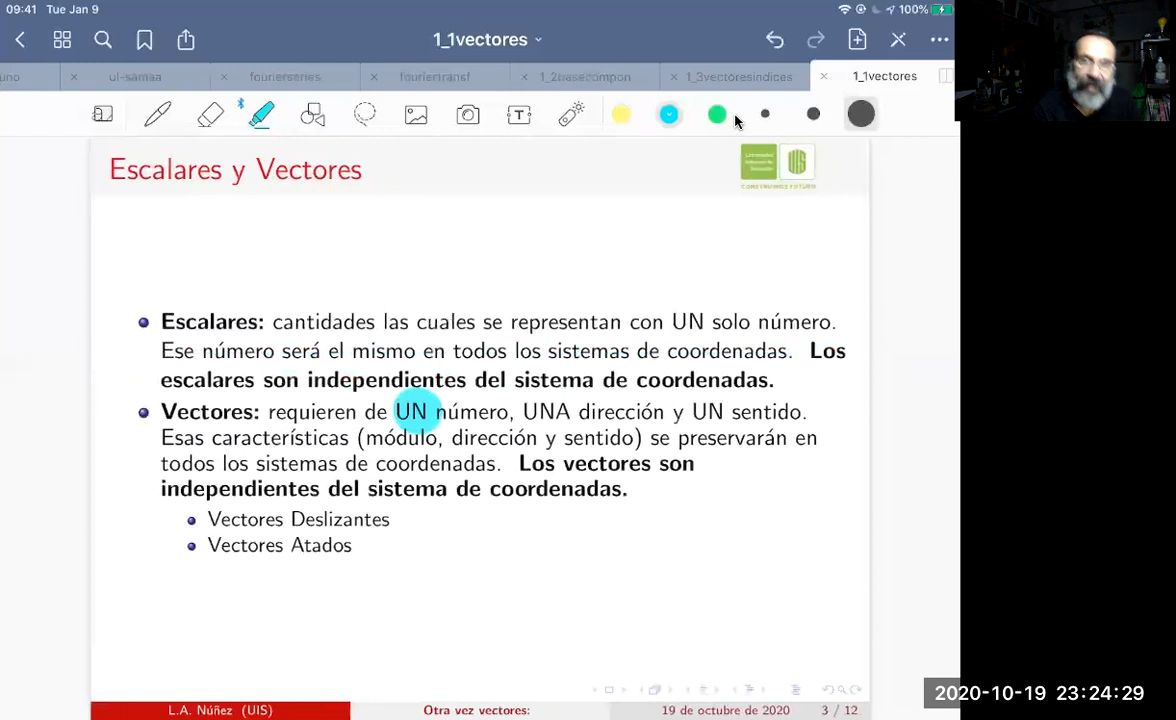 09:41 Tue Jan 9
100%
1_1vectores
uno
ul-samaa
fourierseries
fouriertransf
1_2basecompon
1_3vectoresindices
1_1vectores
Escalares y Vectores
UIS
Escalares: cantidades las cuales se representan con UN solo número.
Ese número será el mismo en todos los sistemas de coordenadas. Los
escalares son independientes del sistema de coordenadas.
Vectores: requieren de UN número, UNA dirección y UN sentido.
Esas características (módulo, dirección y sentido) se preservarán en
todos los sistemas de coordenadas. Los vectores son
independientes del sistema de coordenadas.
Vectores Deslizantes
Vectores Atados
L.A. Núñez (UIS)
Otra vez vectores:
19 de octubre de 2020
3 / 12
2020-10-19 23:24:29